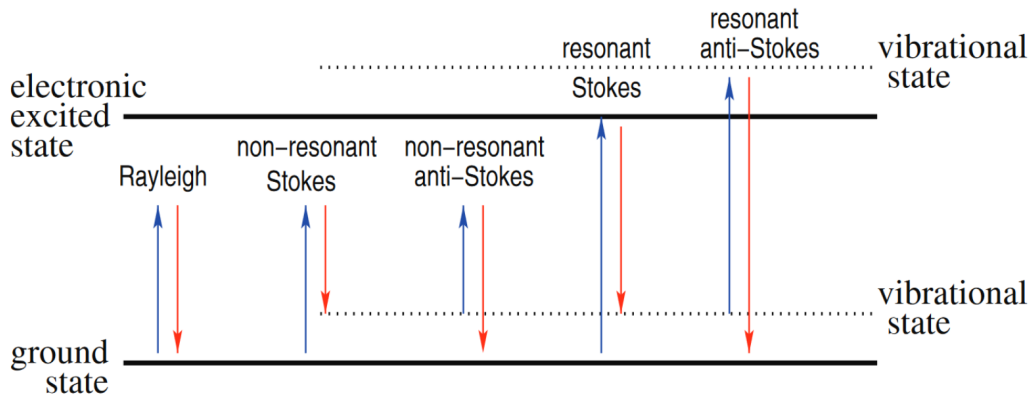 resonant
anti−Stokes
resonant
Stokes
vibrational
state
electronic
excited
state
non−resonant
Stokes
non−resonant
anti−Stokes
Rayleigh
vibrational
state
ground
state